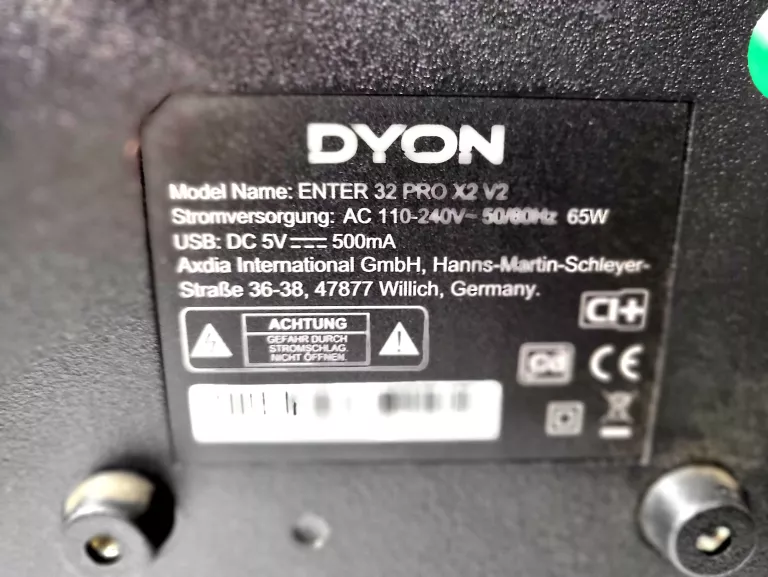 DYON
Model Name: ENTER 32 PRO X2 V2
Stromversorgung: AC 110-240V~ 50/60Hz 65W
USB: DC 5V⎓ 500mA
Axdia International GmbH, Hanns-Martin-Schleyer-
Straße 36-38, 47877 Willich, Germany.
ACHTUNG
GEFAHR DURCH
STROMSCHLAG.
NICHT ÖFFNEN.
CI+
CE